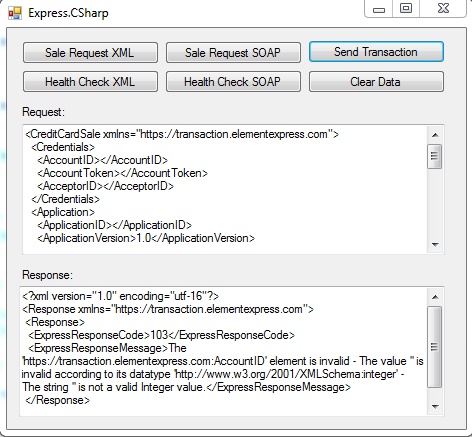 Express.CSharp
Sale Request XML Sale Request SOAP Send Transaction
Health Check XML Health Check SOAP Clear Data
Request:
<CreditCardSale xmlns="https://transaction.elementexpress.com">
<Credentials>
<AccountID></AccountID>
<AccountToken></AccountToken>
<AcceptorID></AcceptorID>
</Credentials>
<Application>
<ApplicationID></ApplicationID>
<ApplicationVersion>1.0</ApplicationVersion>
Response:
<?xml version="1.0" encoding="utf-16"?>
<Response xmlns="https://transaction.elementexpress.com">
<Response>
<ExpressResponseCode>103</ExpressResponseCode>
<ExpressResponseMessage>The
'https://transaction.elementexpress.com:AccountID' element is invalid - The value '' is
invalid according to its datatype 'http://www.w3.org/2001/XMLSchema:integer' -
The string '' is not a valid Integer value.</ExpressResponseMessage>
</Response>